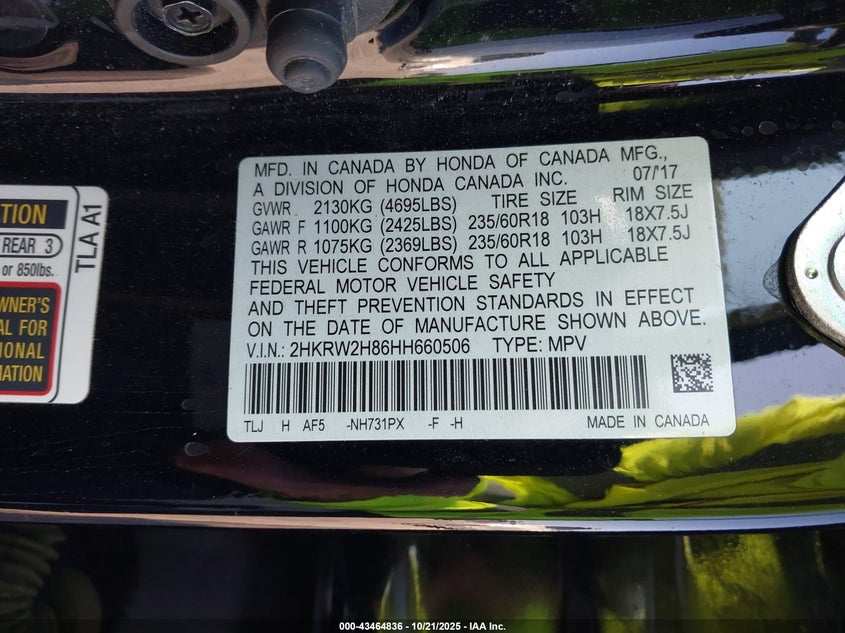 MFD. IN CANADA BY HONDA OF CANADA MFG.,
A DIVISION OF HONDA CANADA INC. 07/17
GVWR 2130KG (4695LBS) TIRE SIZE RIM SIZE
GAWR F 1100KG (2425LBS) 235/60R18 103H 18X7.5J
GAWR R 1075KG (2369LBS) 235/60R18 103H 18X7.5J
THIS VEHICLE CONFORMS TO ALL APPLICABLE
FEDERAL MOTOR VEHICLE SAFETY
AND THEFT PREVENTION STANDARDS IN EFFECT
ON THE DATE OF MANUFACTURE SHOWN ABOVE.
V.I.N.: 2HKRW2H86HH660506 TYPE: MPV
TLJ H AF5 -NH731PX -F -H MADE IN CANADA
TION
REAR 3
or 850lbs.
WNER'S
AL FOR
IONAL
MATION
TLA A1
000-43464836 - 10/21/2025 - IAA Inc.